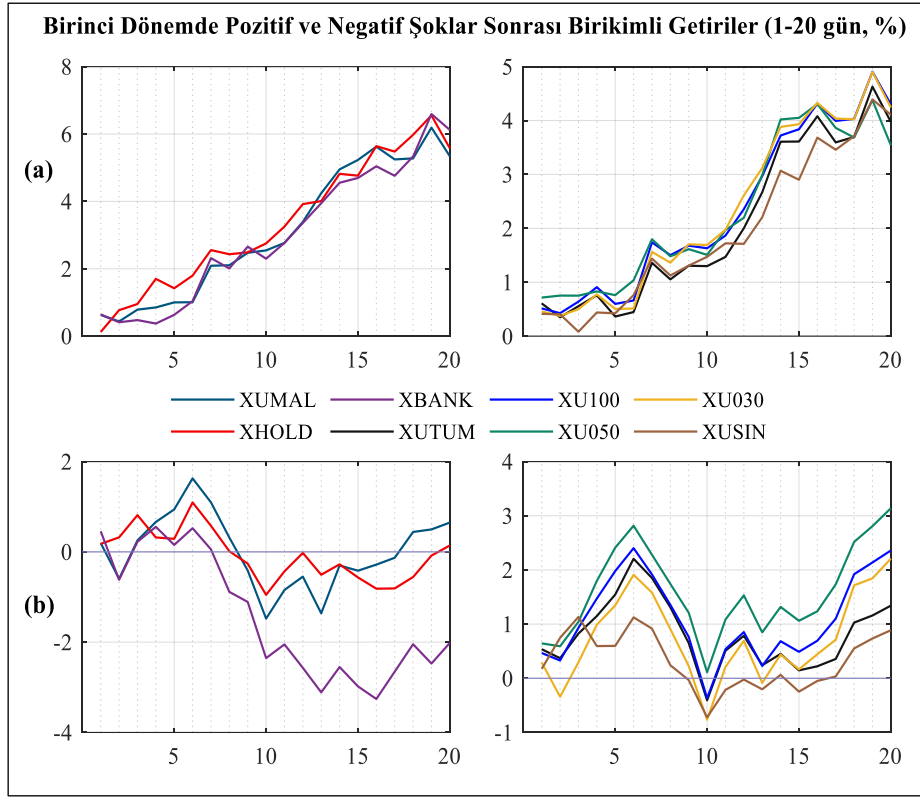 Birinci Dönemde Pozitif ve Negatif Şoklar Sonrası Birikimli Getiriler (1-20 gün, %)
(a)
8
6
4
2
0
5 10 15 20
5
4
3
2
1
0
5 10 15 20
XUMAL XBANK XU100 XU030
XHOLD XUTUM XU050 XUSIN
(b)
2
0
-2
-4
5 10 15 20
4
3
2
1
0
-1
5 10 15 20